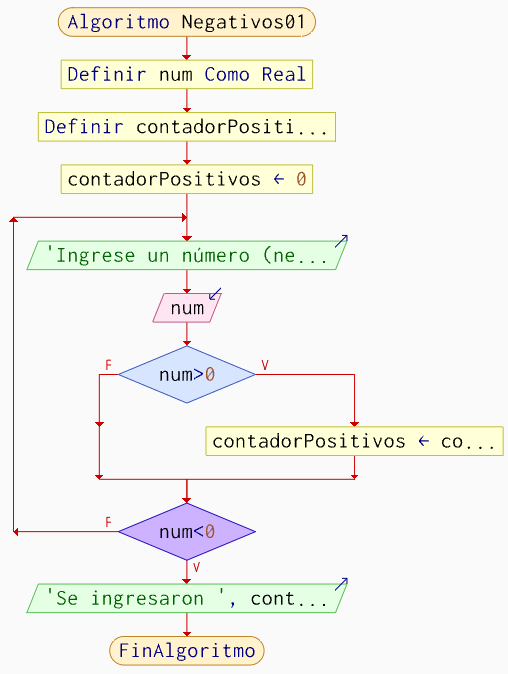 Algoritmo Negativos01
Definir num Como Real
Definir contadorPositi...
contadorPositivos ← 0
'Ingrese un número (ne...
num
num>0
F
V
contadorPositivos ← co...
num<0
F
V
'Se ingresaron ', cont...
FinAlgoritmo